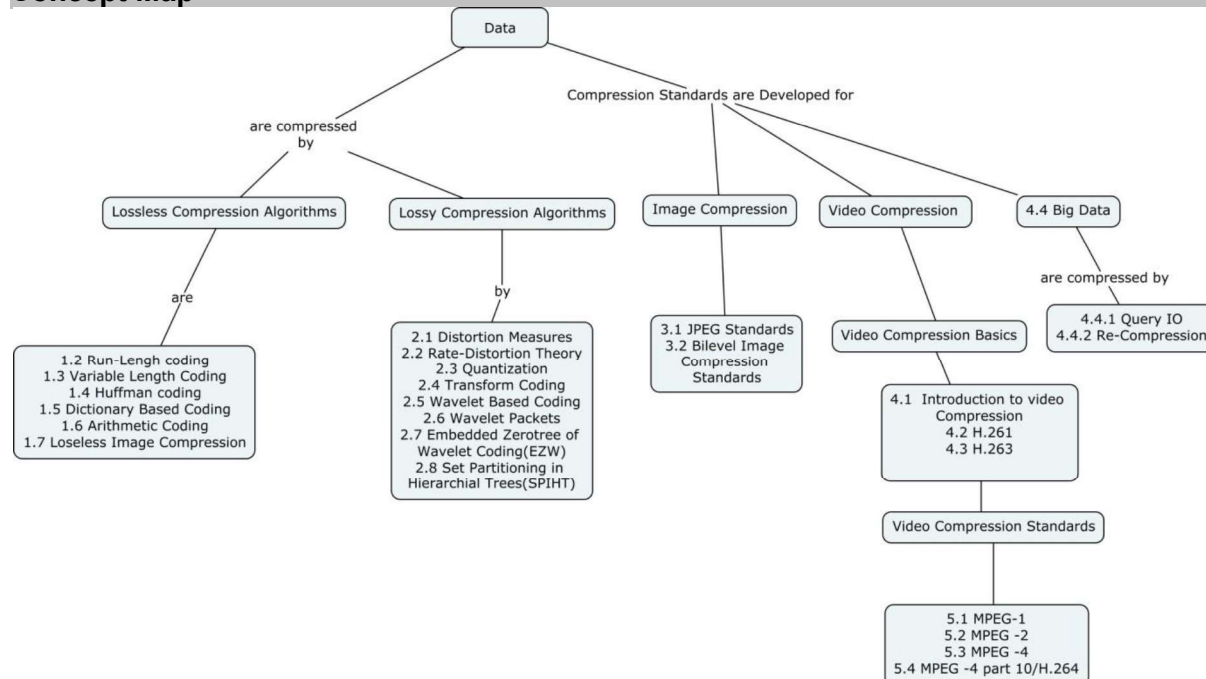 Concept Map
Data
Compression Standards are Developed for
are compressed
by
Lossless Compression Algorithms
Lossy Compression Algorithms
Image Compression
Video Compression
4.4 Big Data
are
by
are compressed by
1.2 Run-Lengh coding
1.3 Variable Length Coding
1.4 Huffman coding
1.5 Dictionary Based Coding
1.6 Arithmetic Coding
1.7 Loseless Image Compression
2.1 Distortion Measures
2.2 Rate-Distortion Theory
2.3 Quantization
2.4 Transform Coding
2.5 Wavelet Based Coding
2.6 Wavelet Packets
2.7 Embedded Zerotree of
Wavelet Coding(EZW)
2.8 Set Partitioning in
Hierarchial Trees(SPIHT)
3.1 JPEG Standards
3.2 Bilevel Image
Compression
Standards
Video Compression Basics
4.4.1 Query IO
4.4.2 Re-Compression
4.1 Introduction to video
Compression
4.2 H.261
4.3 H.263
Video Compression Standards
5.1 MPEG-1
5.2 MPEG -2
5.3 MPEG -4
5.4 MPEG -4 part 10/H.264